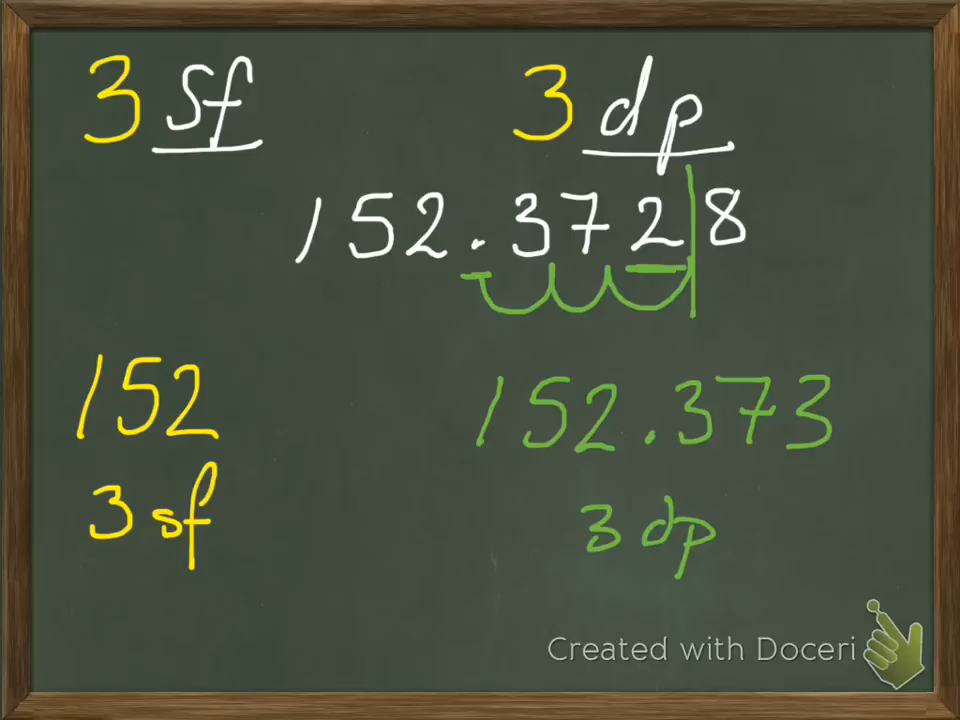 3 sf 3 dp
152.3728
152 152.373
3 sf 3 dp
Created with Doceri